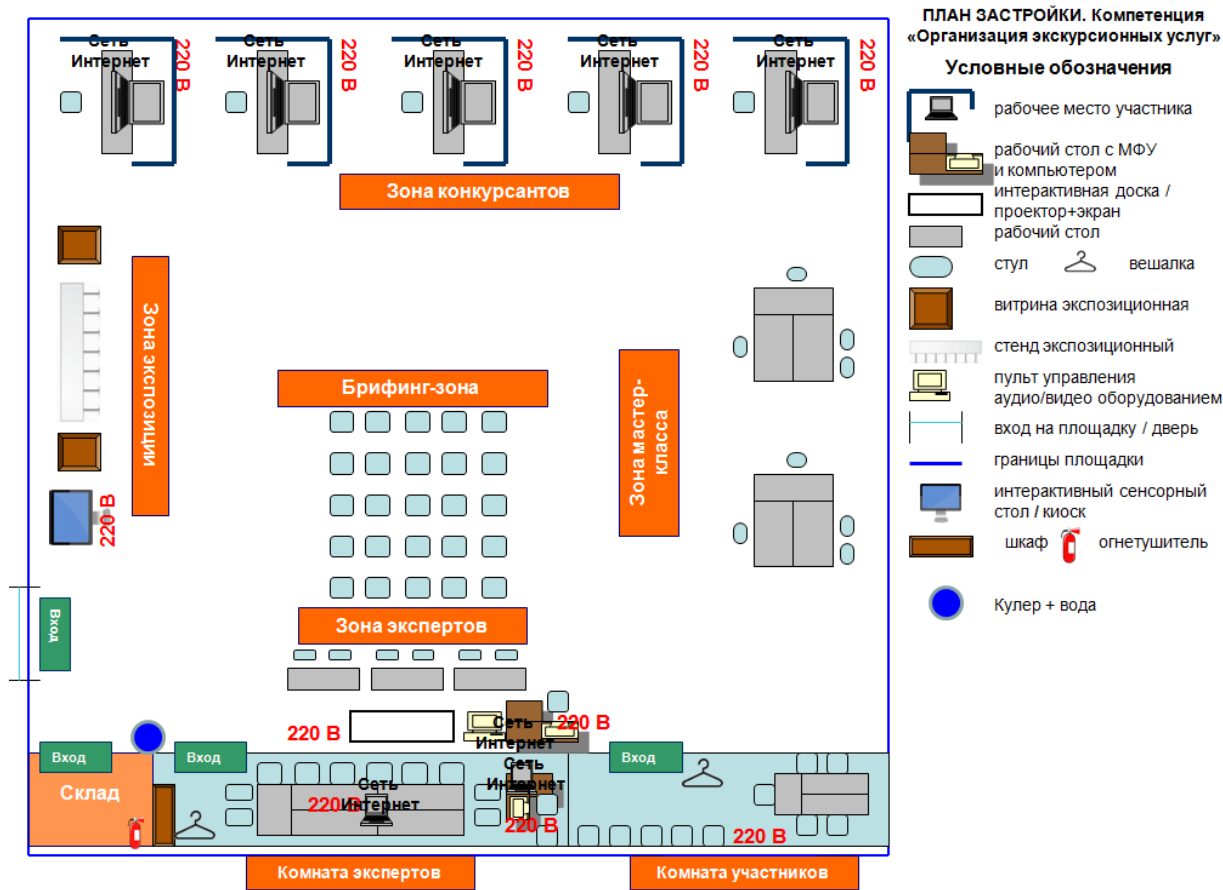 ПЛАН ЗАСТРОЙКИ. Компетенция
«Организация экскурсионных услуг»
Условные обозначения
рабочее место участника
рабочий стол с МФУ
и компьютером
интерактивная доска /
проектор+экран
рабочий стол
стул
вешалка
витрина экспозиционная
стенд экспозиционный
пульт управления
аудио/видео оборудованием
вход на площадку / дверь
границы площадки
интерактивный сенсорный
стол / киоск
шкаф
огнетушитель
Кулер + вода
Сеть
Интернет
220 В
Сеть
Интернет
220 В
Сеть
Интернет
220 В
Сеть
Интернет
220 В
Сеть
Интернет
220 В
Зона конкурсантов
Зона экспозиции
220 В
Брифинг-зона
Зона мастер-
класса
Вход
Зона экспертов
220 В
Сеть
Интернет
220 В
Вход
Склад
Вход
Сеть
Интернет
220 В
Сеть
Интернет
220 В
Вход
220 В
Комната экспертов
Комната участников